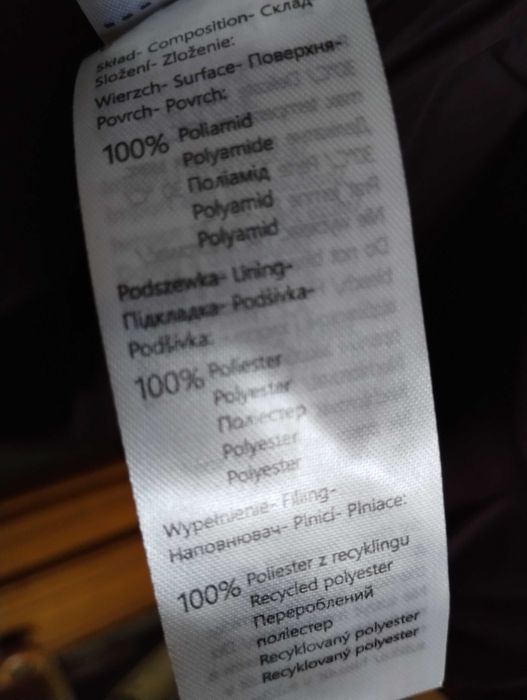 Skład- Composition- Склад-
Složení- Zloženie:
Wierzch- Surface- Поверхня-
Povrch- Povrch:
100% Poliamid
Polyamide
Поліамід
Polyamid
Polyamid
Podszewka- Lining-
Підкладка- Podšívka-
Podšívka:
100% Poliester
Polyester
Поліестер
Polyester
Polyester
Wypełnienie- Filling-
Наповнювач- Plnící- Plniace:
100% Poliester z recyklingu
Recycled polyester
Перероблений
поліестер
Recyklovaný polyester
Recyklovaný polyester